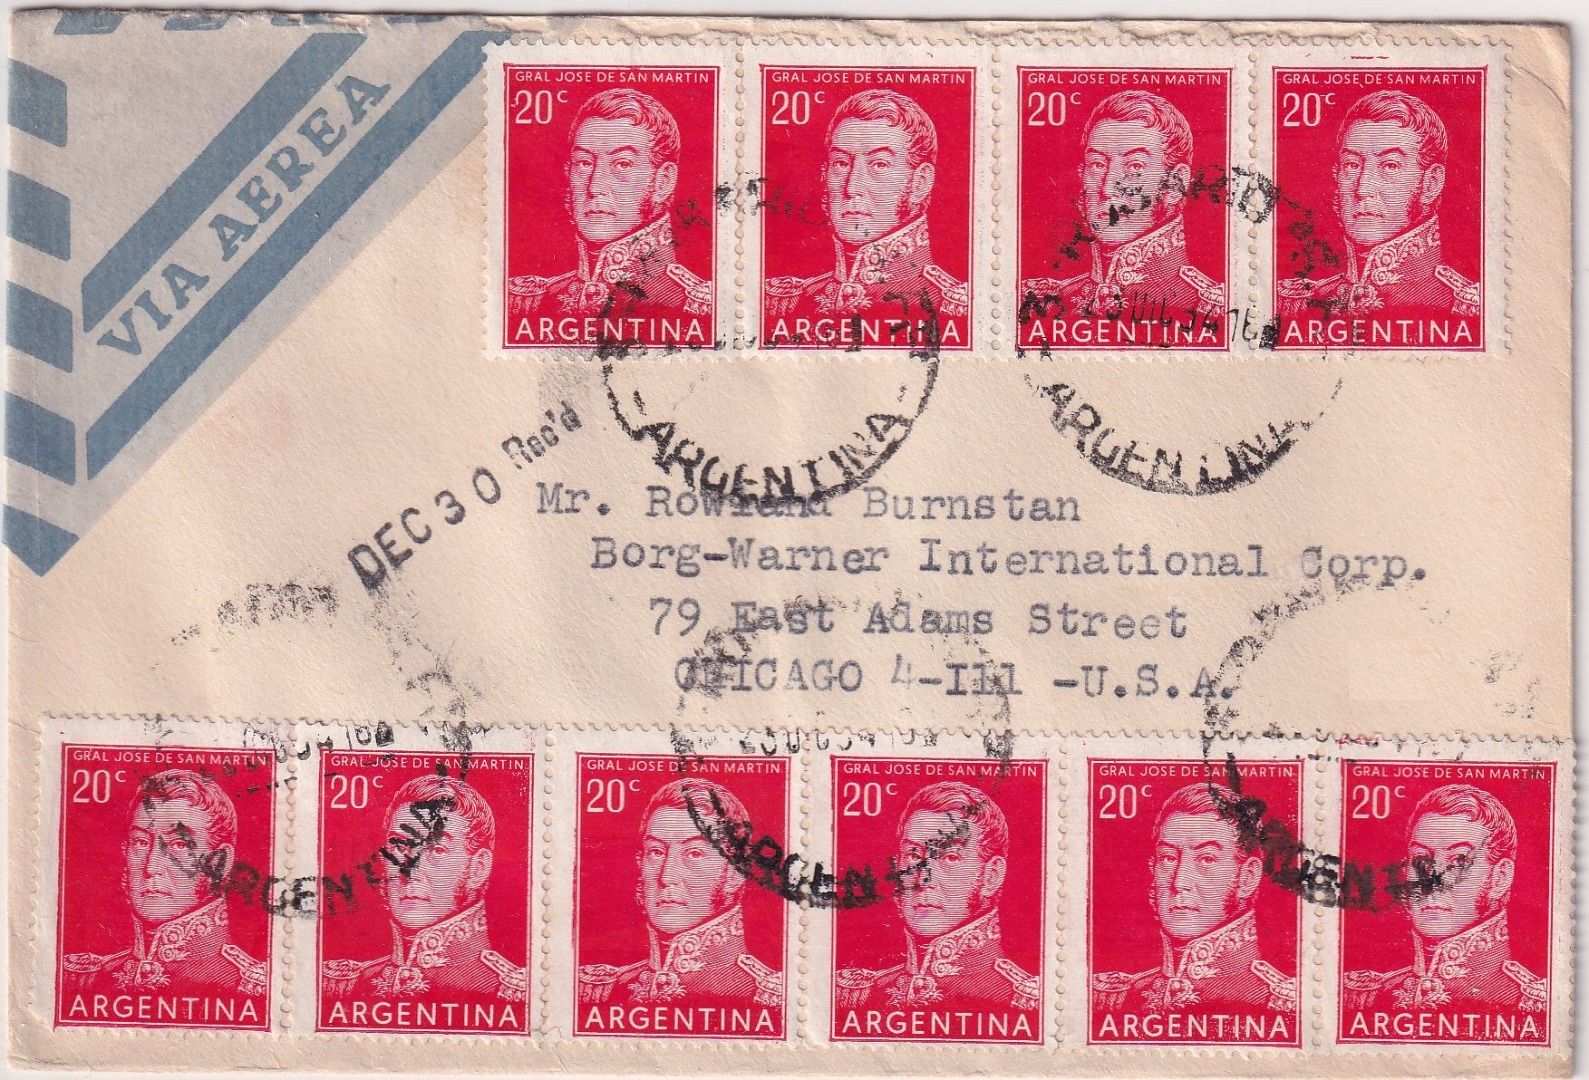 VIA AEREA
GRAL JOSE DE SAN MARTIN
20c
ARGENTINA
GRAL JOSE DE SAN MARTIN
20c
ARGENTINA
GRAL JOSE DE SAN MARTIN
20c
ARGENTINA
GRAL JOSE DE SAN MARTIN
20c
ARGENTINA
ARGENTINA
ROSARIO
ARGENTINA
DEC 30 Rec'd
Mr. Rowland Burnstan
Borg-Warner International Corp.
79 East Adams Street
CHICAGO 4-Ill -U.S.A.
GRAL JOSE DE SAN MARTIN
20c
ARGENTINA
GRAL JOSE DE SAN MARTIN
20c
ARGENTINA
GRAL JOSE DE SAN MARTIN
20c
ARGENTINA
GRAL JOSE DE SAN MARTIN
20c
ARGENTINA
GRAL JOSE DE SAN MARTIN
20c
ARGENTINA
GRAL JOSE DE SAN MARTIN
20c
ARGENTINA
ARGENTINA
ARGENTINA
ARGENTINA